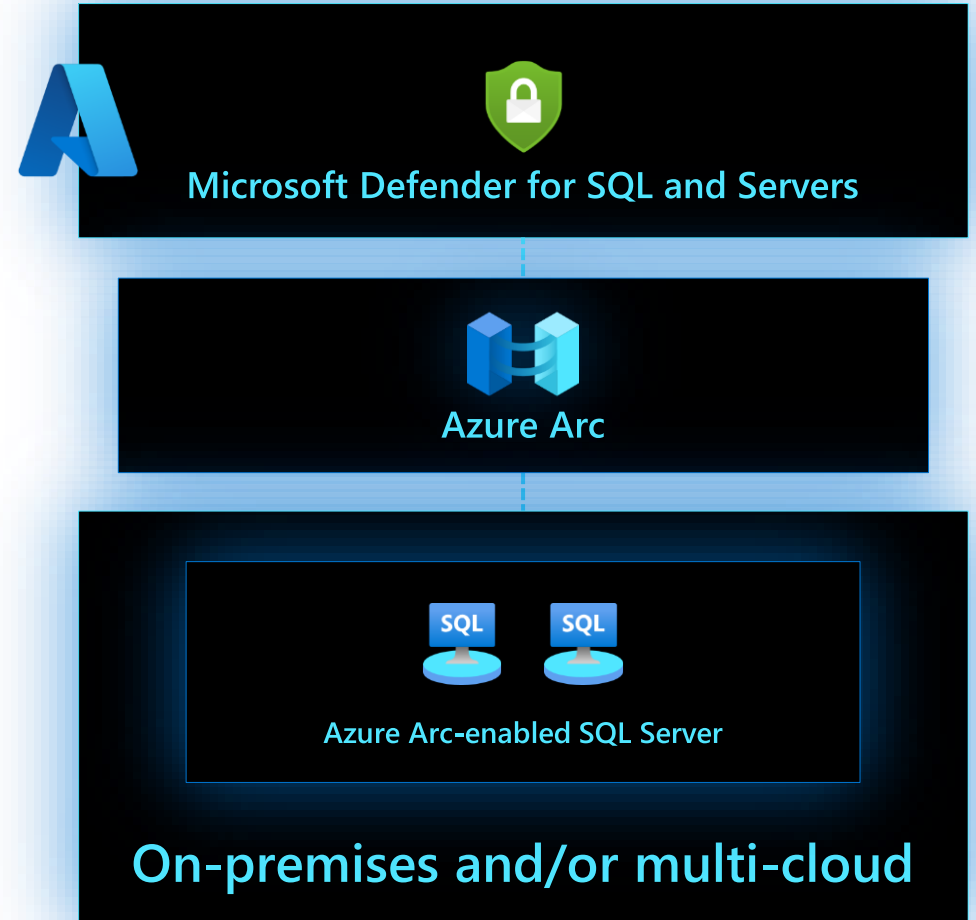 Microsoft Defender for SQL and Servers
Azure Arc
SQL SQL
Azure Arc-enabled SQL Server
On-premises and/or multi-cloud